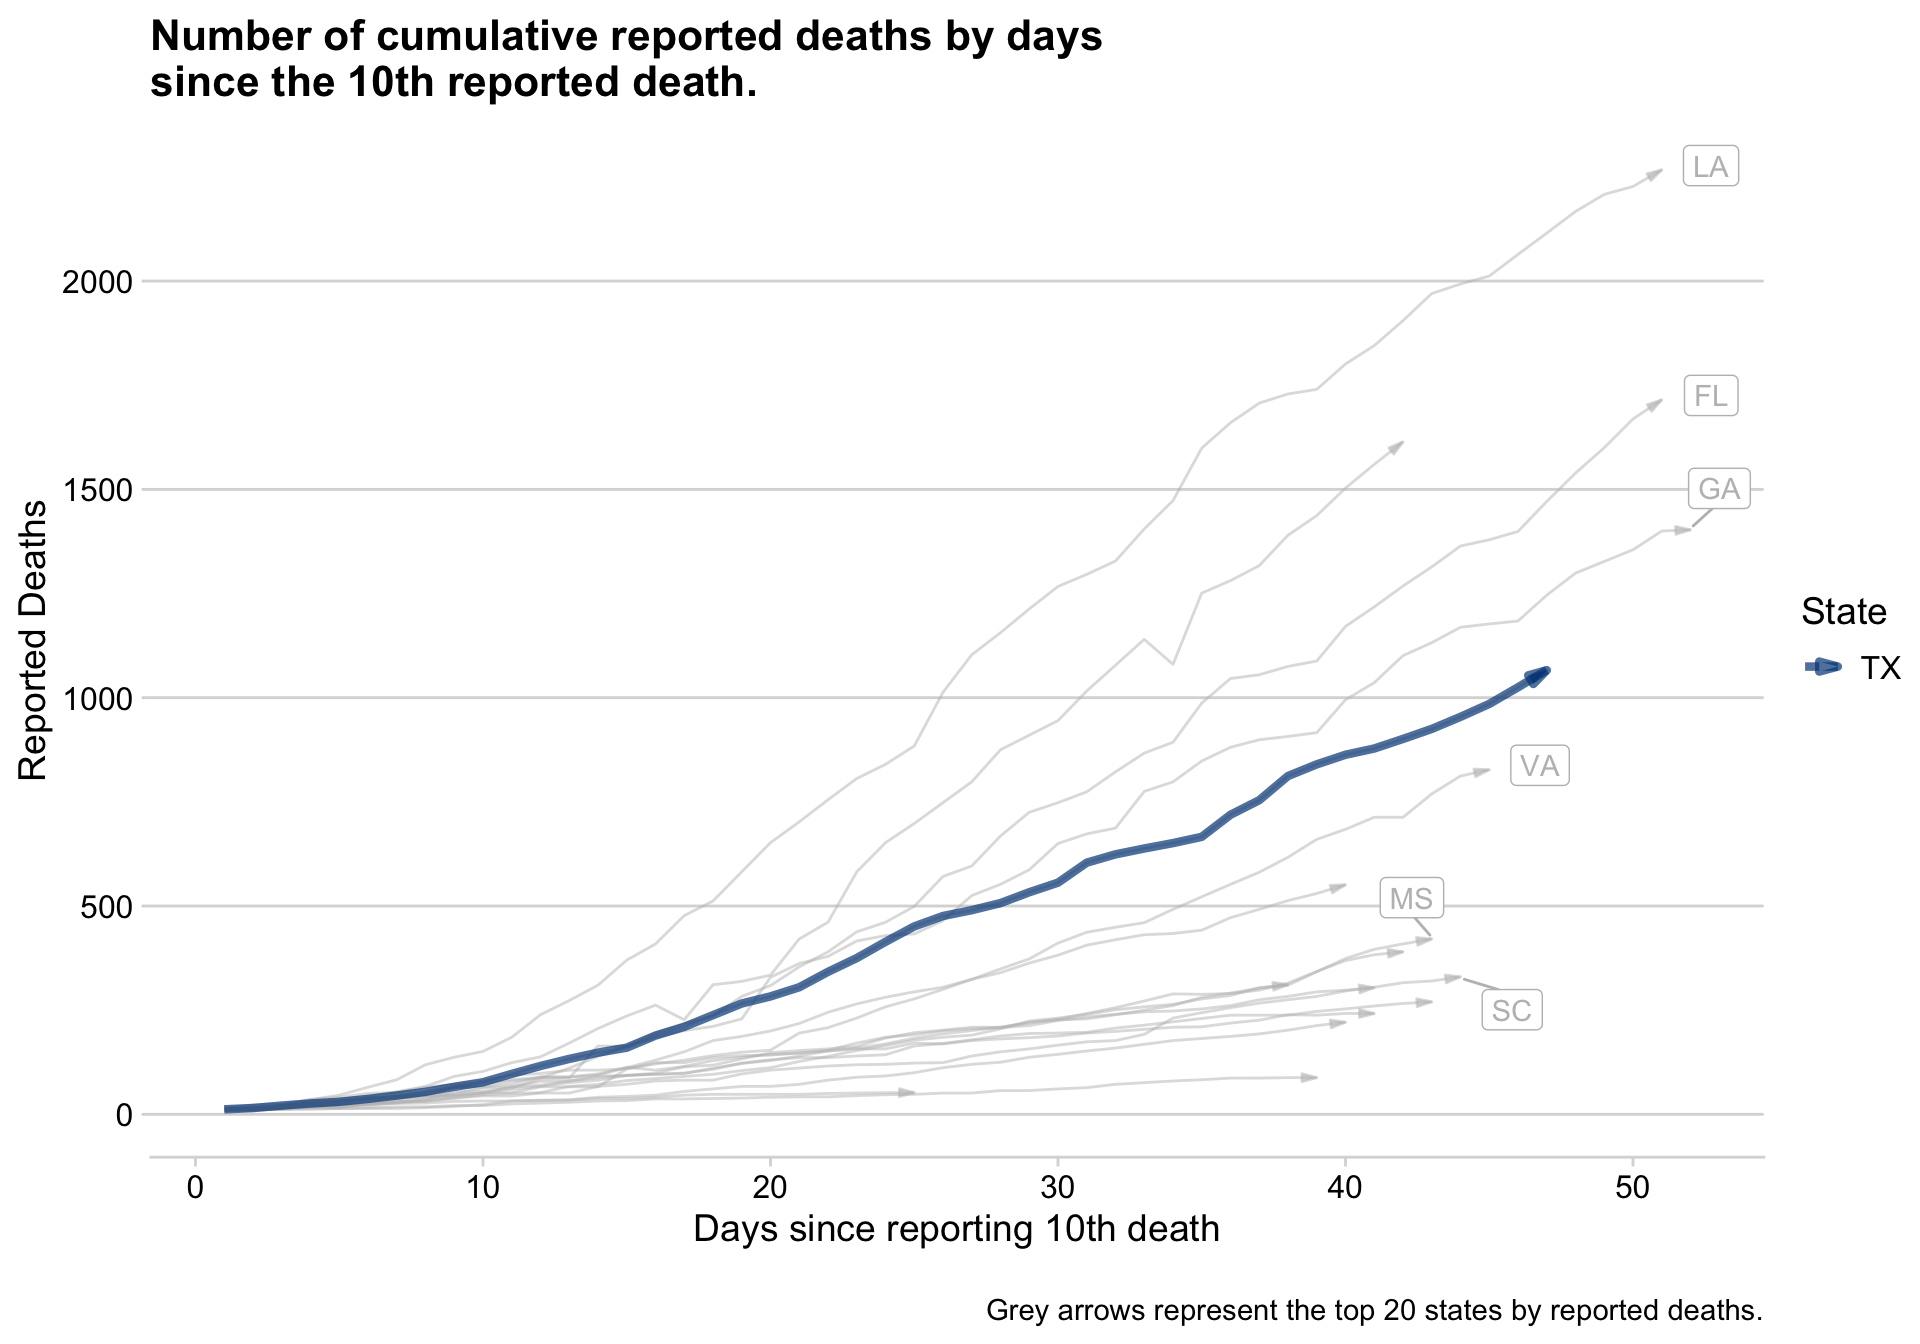 Number of cumulative reported deaths by days
since the 10th reported death.
LA
2000
FL
GA
1500
Reported Deaths
State
TX
1000
VA
MS
500
SC
0
0 10 20 30 40 50
Days since reporting 10th death
Grey arrows represent the top 20 states by reported deaths.